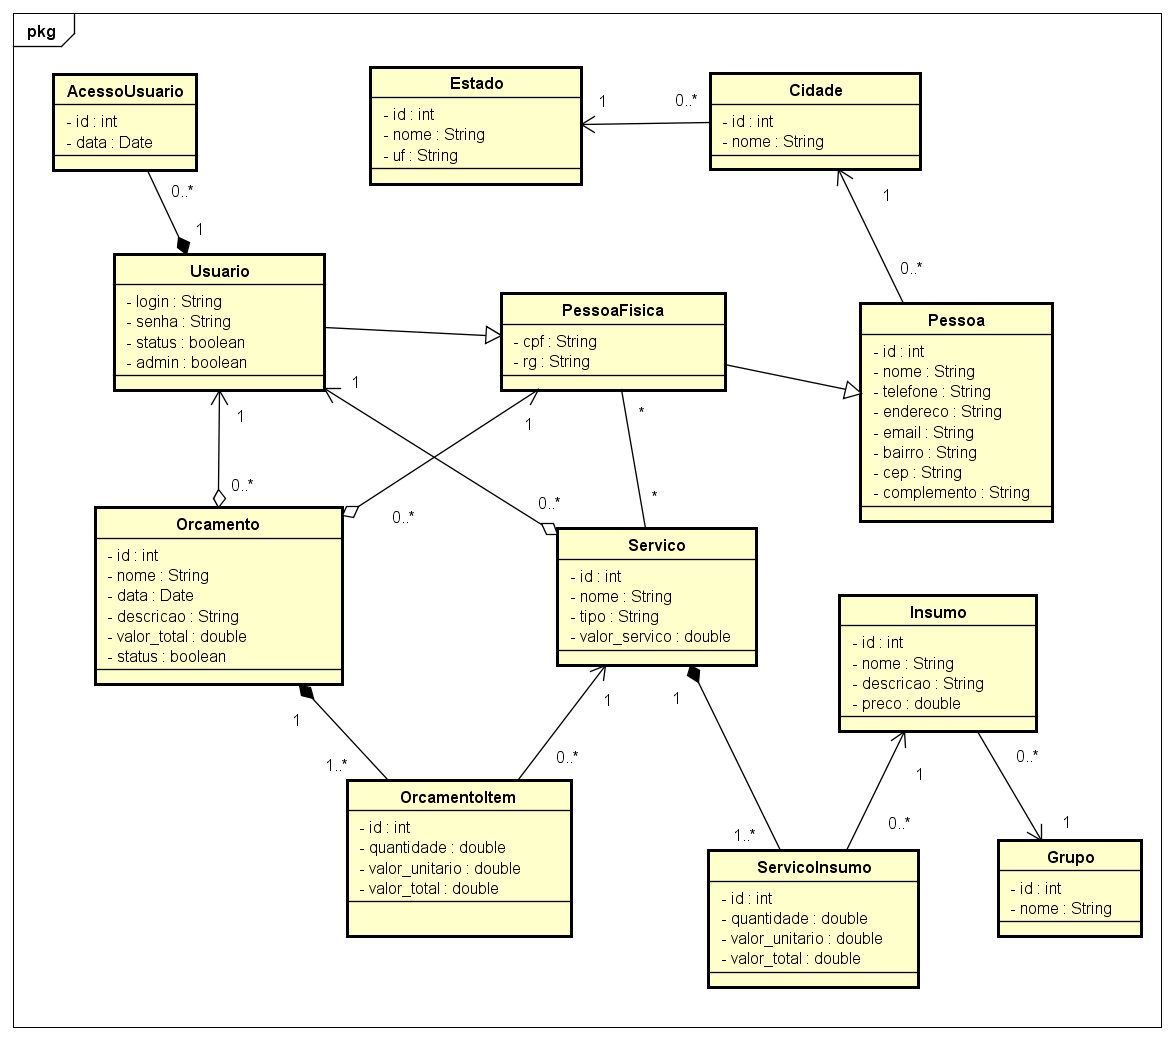 pkg
AcessoUsuario
- id : int
- data : Date
0..*
1
Estado
- id : int
- nome : String
- uf : String
1
0..*
Cidade
- id : int
- nome : String
1
0..*
Usuario
- login : String
- senha : String
- status : boolean
- admin : boolean
PessoaFisica
- cpf : String
- rg : String
Pessoa
- id : int
- nome : String
- telefone : String
- endereco : String
- email : String
- bairro : String
- cep : String
- complemento : String
1
1
1
*
0..*
0..*
0..*
*
Orcamento
- id : int
- nome : String
- data : Date
- descricao : String
- valor_total : double
- status : boolean
Servico
- id : int
- nome : String
- tipo : String
- valor_servico : double
Insumo
- id : int
- nome : String
- descricao : String
- preco : double
1
1..*
1
0..*
1
1..*
1
0..*
0..*
1
OrcamentoItem
- id : int
- quantidade : double
- valor_unitario : double
- valor_total : double
ServicoInsumo
- id : int
- quantidade : double
- valor_unitario : double
- valor_total : double
Grupo
- id : int
- nome : String